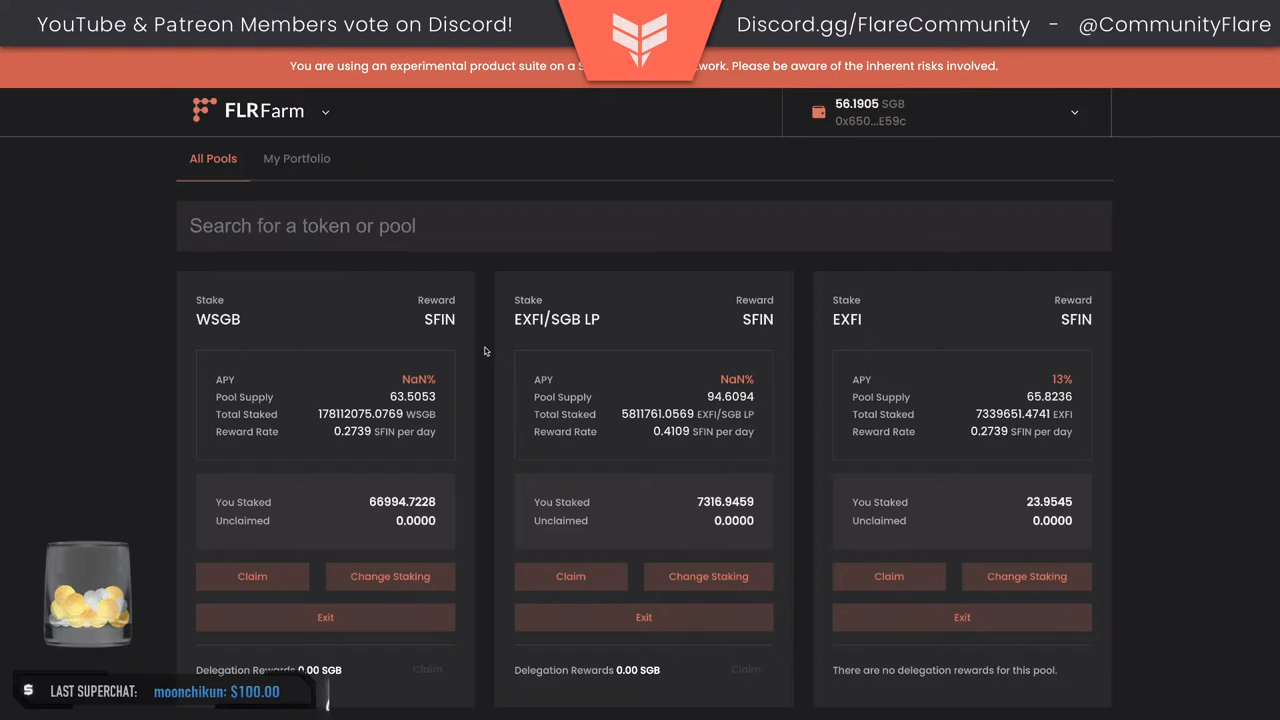 YouTube & Patreon Members vote on Discord!
Discord.gg/FlareCommunity - @CommunityFlare
You are using an experimental product suite on a S work. Please be aware of the inherent risks involved.
FLRFarm
56.1905 SGB
0x650...E59c
All Pools My Portfolio
Search for a token or pool
Stake Reward
WSGB SFIN
APY NaN%
Pool Supply 63.5053
Total Staked 178112075.0769 WSGB
Reward Rate 0.2739 SFIN per day
You Staked 66994.7228
Unclaimed 0.0000
Claim Change Staking
Exit
Delegation Rewards 0.00 SGB Claim
Stake Reward
EXFI/SGB LP SFIN
APY NaN%
Pool Supply 94.6094
Total Staked 5811761.0569 EXFI/SGB LP
Reward Rate 0.4109 SFIN per day
You Staked 7316.9459
Unclaimed 0.0000
Claim Change Staking
Exit
Delegation Rewards 0.00 SGB Claim
Stake Reward
EXFI SFIN
APY 13%
Pool Supply 65.8236
Total Staked 7339651.4741 EXFI
Reward Rate 0.2739 SFIN per day
You Staked 23.9545
Unclaimed 0.0000
Claim Change Staking
Exit
There are no delegation rewards for this pool.
S LAST SUPERCHAT: moonchikun: $100.00